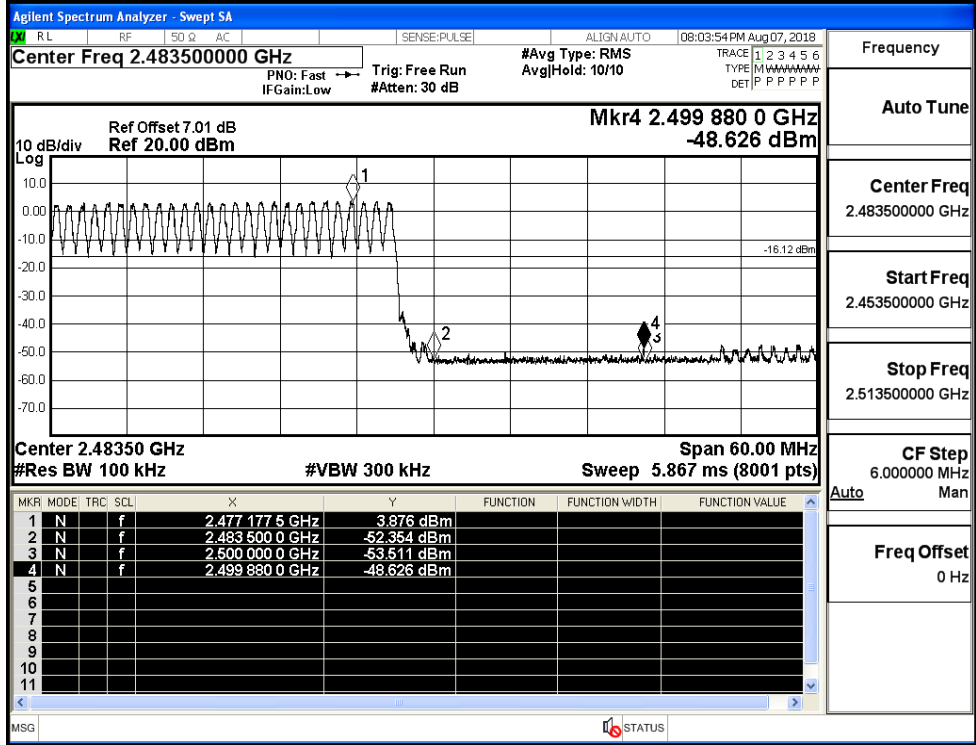 Agilent Spectrum Analyzer - Swept SA
LXI RL RF 50 Ω AC SENSE:PULSE ALIGNAUTO 08:03:54 PM Aug 07, 2018
Center Freq 2.483500000 GHz
PNO: Fast
IFGain:Low
Trig: Free Run
#Atten: 30 dB
#Avg Type: RMS
Avg|Hold: 10/10
TRACE 1 2 3 4 5 6
TYPE M WWWWW
DET P P P P P P
Frequency
Auto Tune
Center Freq
2.483500000 GHz
Start Freq
2.453500000 GHz
Stop Freq
2.513500000 GHz
CF Step
6.000000 MHz
Auto Man
Freq Offset
0 Hz
Mkr4 2.499 880 0 GHz
-48.626 dBm
Ref Offset 7.01 dB
10 dB/div Ref 20.00 dBm
Log
10.0
0.00
-10.0
-20.0
-30.0
-40.0
-50.0
-60.0
-70.0
1
2
4
3
-16.12 dBm
Center 2.48350 GHz Span 60.00 MHz
#Res BW 100 kHz #VBW 300 kHz Sweep 5.867 ms (8001 pts)
MKR MODE TRC SCL X Y FUNCTION FUNCTION WIDTH FUNCTION VALUE
1 N f 2.477 177 5 GHz 3.876 dBm
2 N f 2.483 500 0 GHz -52.354 dBm
3 N f 2.500 000 0 GHz -53.511 dBm
4 N f 2.499 880 0 GHz -48.626 dBm
5
6
7
8
9
10
11
MSG STATUS